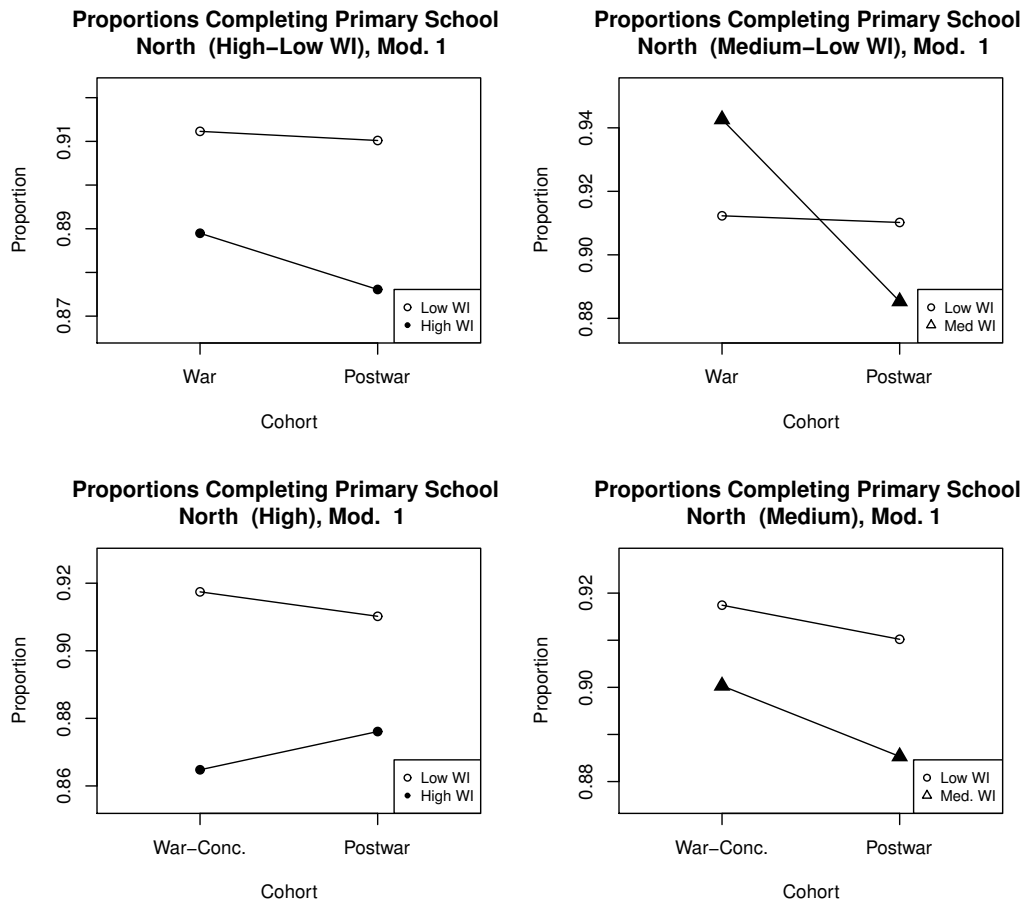 Proportions Completing Primary School
North (High−Low WI), Mod. 1
Proportion
0.91
0.89
0.87
Low WI
High WI
War
Postwar
Cohort
Proportions Completing Primary School
North (Medium−Low WI), Mod. 1
Proportion
0.94
0.92
0.90
0.88
Low WI
Med WI
War
Postwar
Cohort
Proportions Completing Primary School
North (High), Mod. 1
Proportion
0.92
0.90
0.88
0.86
Low WI
High WI
War−Conc.
Postwar
Cohort
Proportions Completing Primary School
North (Medium), Mod. 1
Proportion
0.92
0.90
0.88
Low WI
Med. WI
War−Conc.
Postwar
Cohort